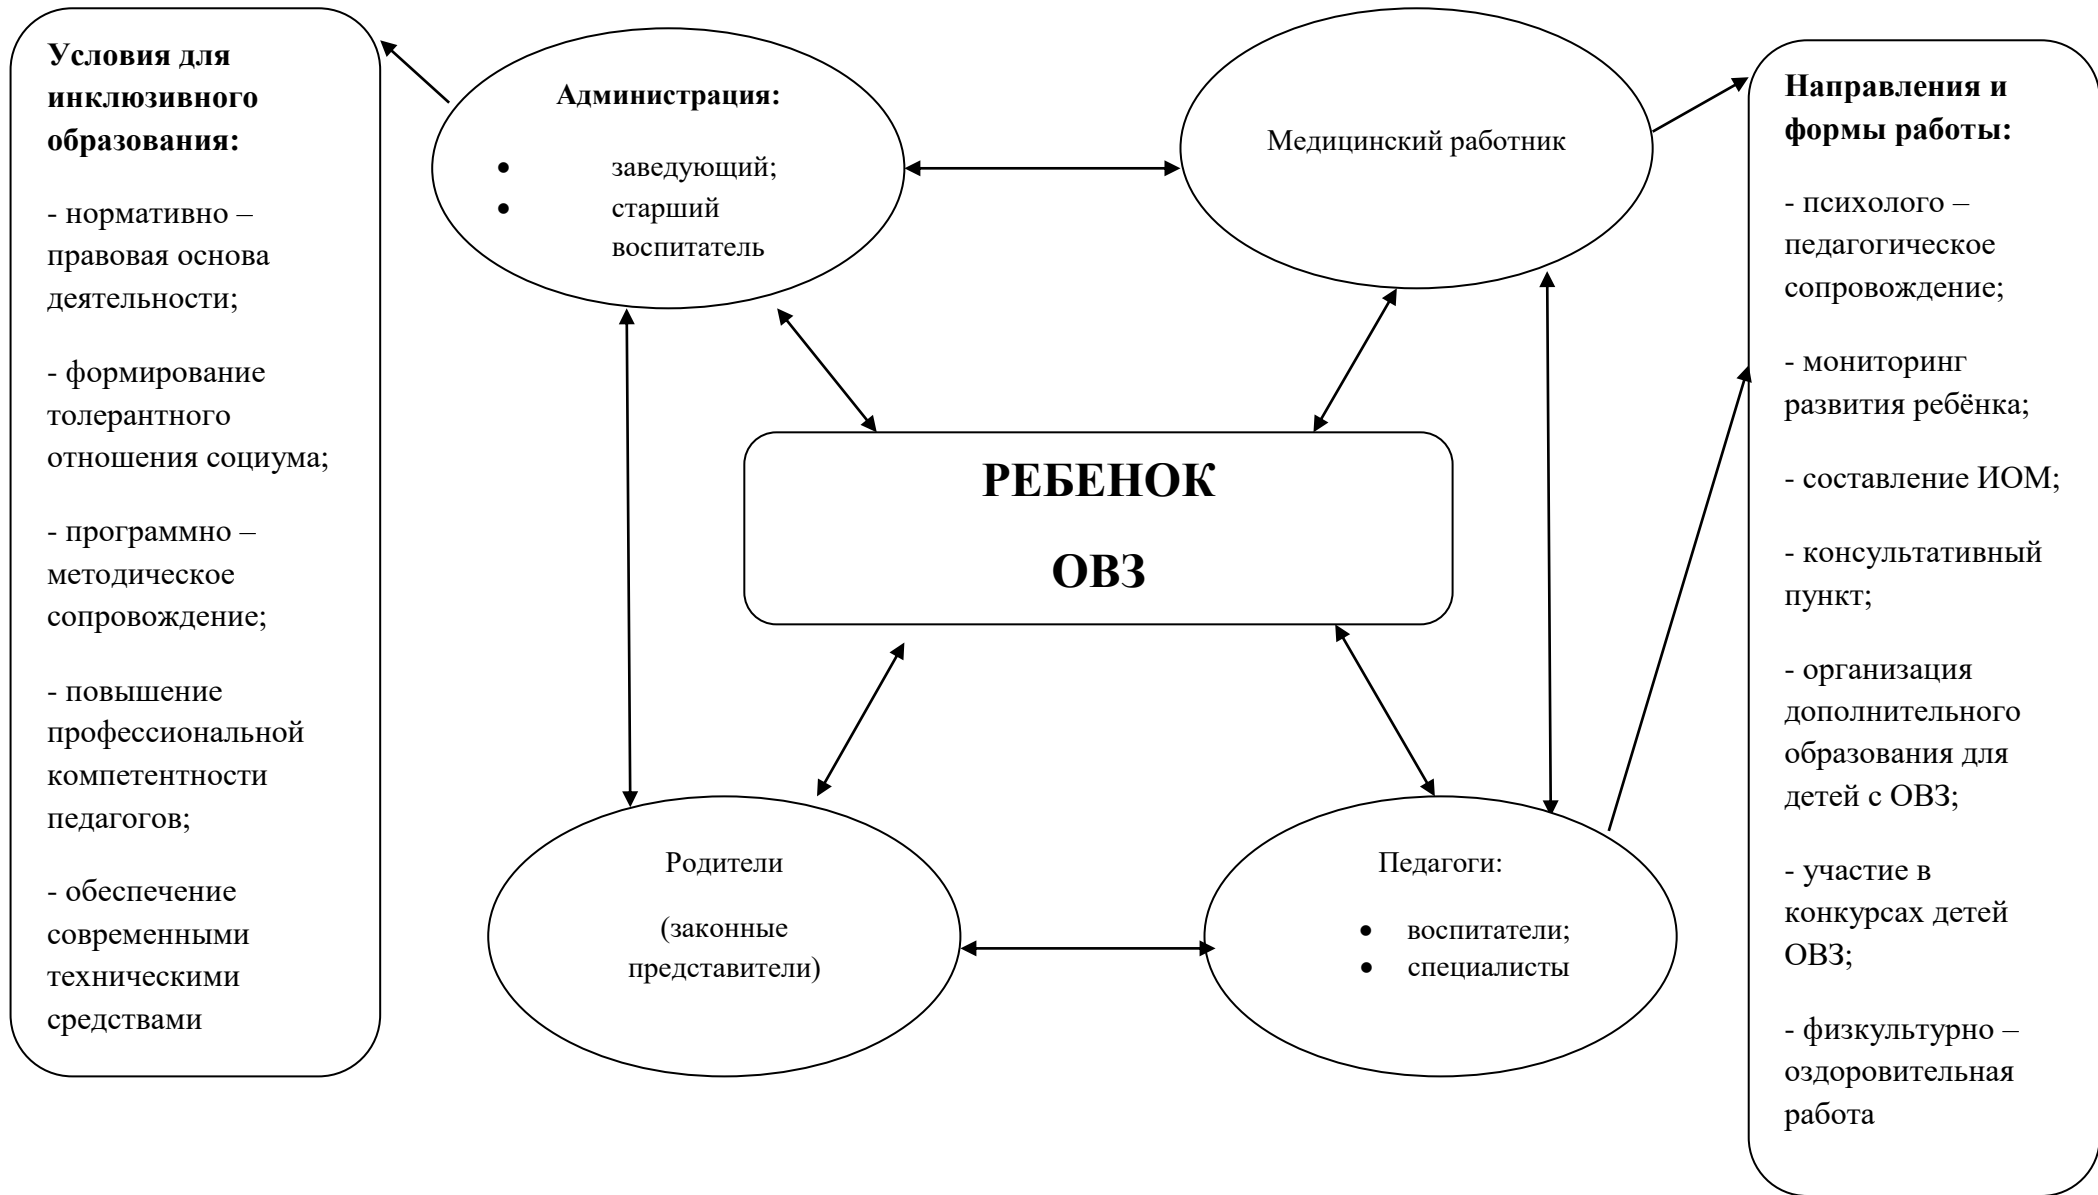 Условия для
инклюзивного
образования:
- нормативно –
правовая основа
деятельности;
- формирование
толерантного
отношения социума;
- программно –
методическое
сопровождение;
- повышение
профессиональной
компетентности
педагогов;
- обеспечение
современными
техническими
средствами
Администрация:
• заведующий;
• старший
воспитатель
Медицинский работник
РЕБЕНОК
ОВЗ
Родители
(законные
представители)
Педагоги:
• воспитатели;
• специалисты
Направления и
формы работы:
- психолого –
педагогическое
сопровождение;
- мониторинг
развития ребёнка;
- составление ИОМ;
- консультативный
пункт;
- организация
дополнительного
образования для
детей с ОВЗ;
- участие в
конкурсах детей
ОВЗ;
- физкультурно –
оздоровительная
работа